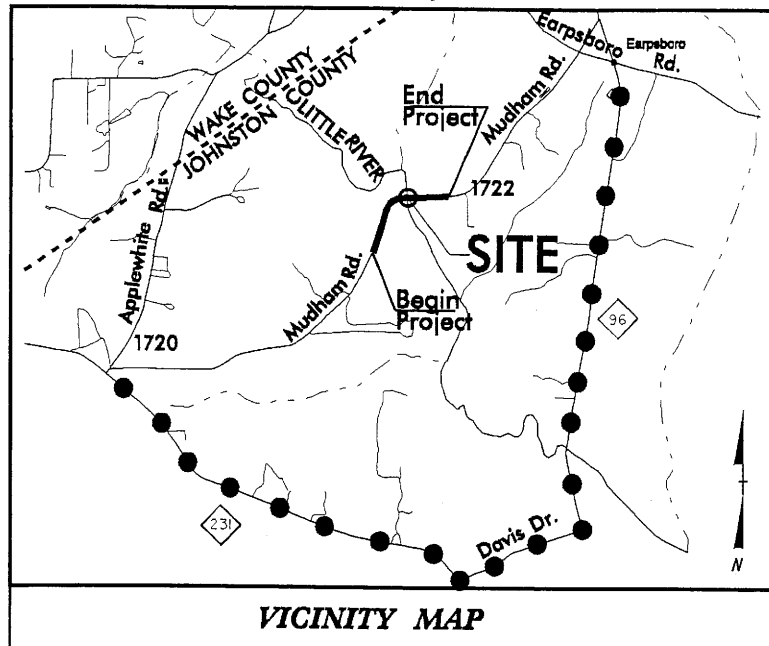 Earpsboro
Earpsboro
Rd.
WAKE COUNTY
JOHNSTON COUNTY
LITTLE RIVER
End
Project
Mudham Rd.
1722
Applewhite Rd.
SITE
Mudham Rd.
Begin
Project
96
1720
231
Davis Dr.
N
VICINITY MAP